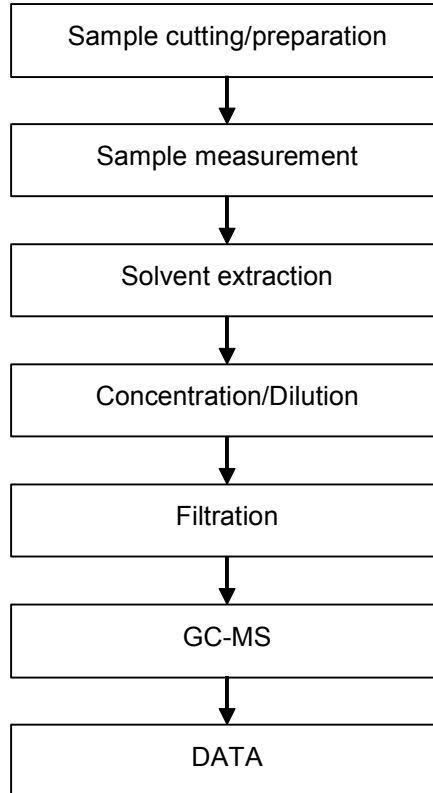 Sample cutting/preparation
Sample measurement
Solvent extraction
Concentration/Dilution
Filtration
GC-MS
DATA